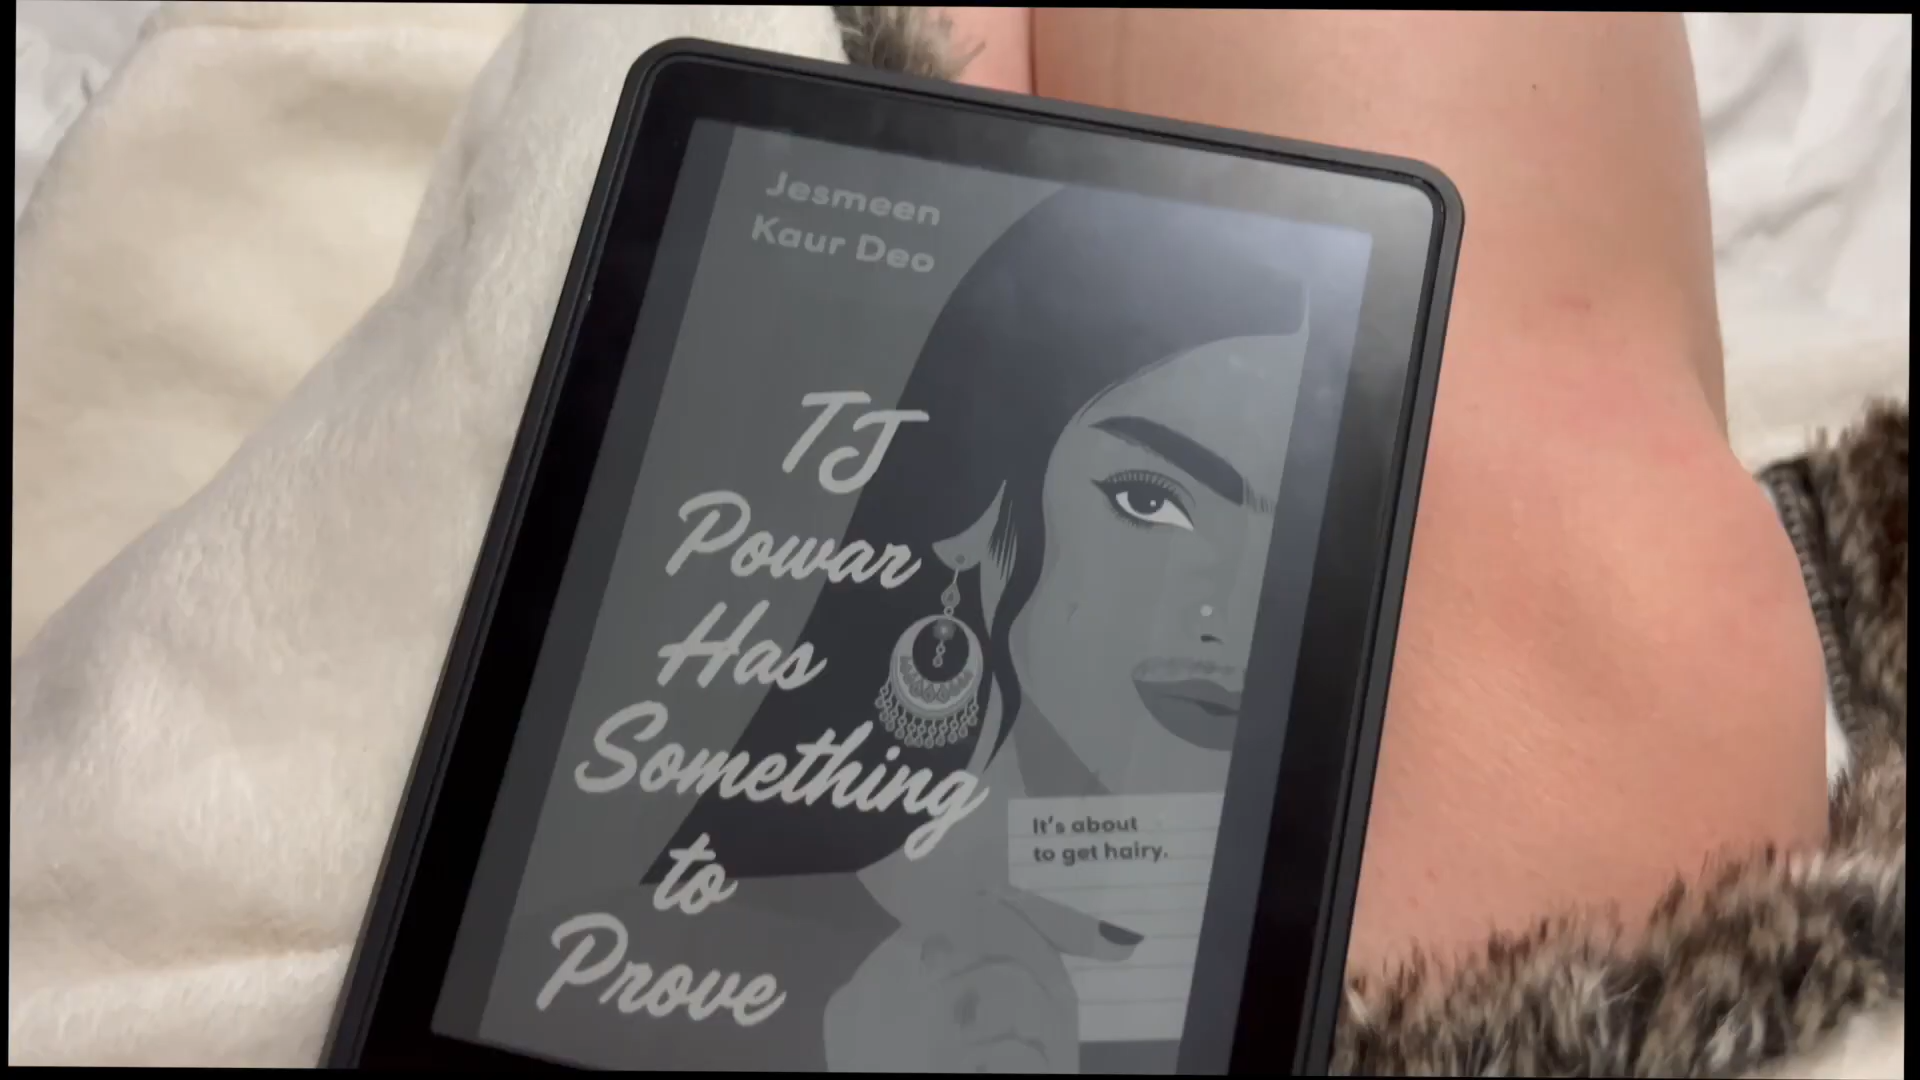 Jesmeen
Kaur Deo
TJ
Powar
Has
Something
to
Prove
It's about
to get hairy.